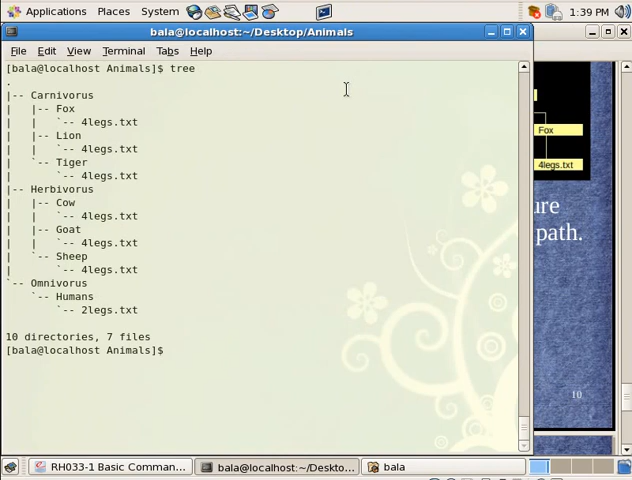 Applications Places System 1:39 PM
bala@localhost:~/Desktop/Animals
File Edit View Terminal Tabs Help
[bala@localhost Animals]$ tree
.
|-- Carnivorus
|   |-- Fox
|   |   `-- 4legs.txt
|   |-- Lion
|   |   `-- 4legs.txt
|   `-- Tiger
|       `-- 4legs.txt
|-- Herbivorus
|   |-- Cow
|   |   `-- 4legs.txt
|   |-- Goat
|   |   `-- 4legs.txt
|   `-- Sheep
|       `-- 4legs.txt
`-- Omnivorus
    `-- Humans
        `-- 2legs.txt
10 directories, 7 files
[bala@localhost Animals]$
Fox
4legs.txt
ure
path.
10
RH033-1 Basic Comman... bala@localhost:~/Deskto... bala